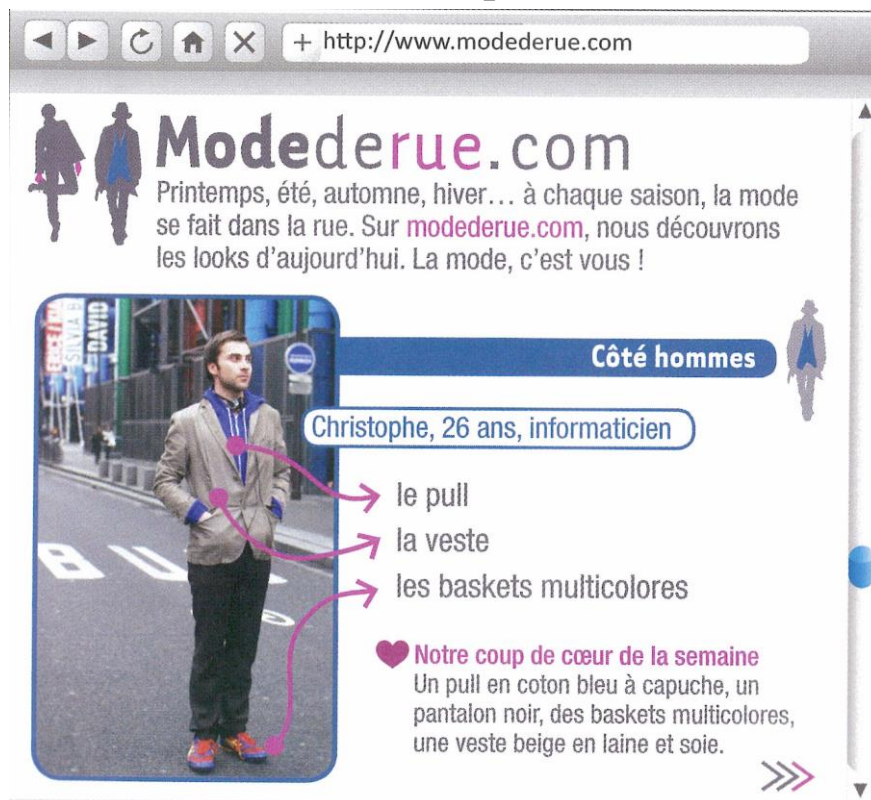 http://www.modederue.com
Modederue.com
Printemps, été, automne, hiver… à chaque saison, la mode
se fait dans la rue. Sur modederue.com, nous découvrons
les looks d’aujourd’hui. La mode, c’est vous !
DAVID
SILVIA B
Côté hommes
Christophe, 26 ans, informaticien
le pull
la veste
les baskets multicolores
BU
Notre coup de cœur de la semaine
Un pull en coton bleu à capuche, un
pantalon noir, des baskets multicolores,
une veste beige en laine et soie.